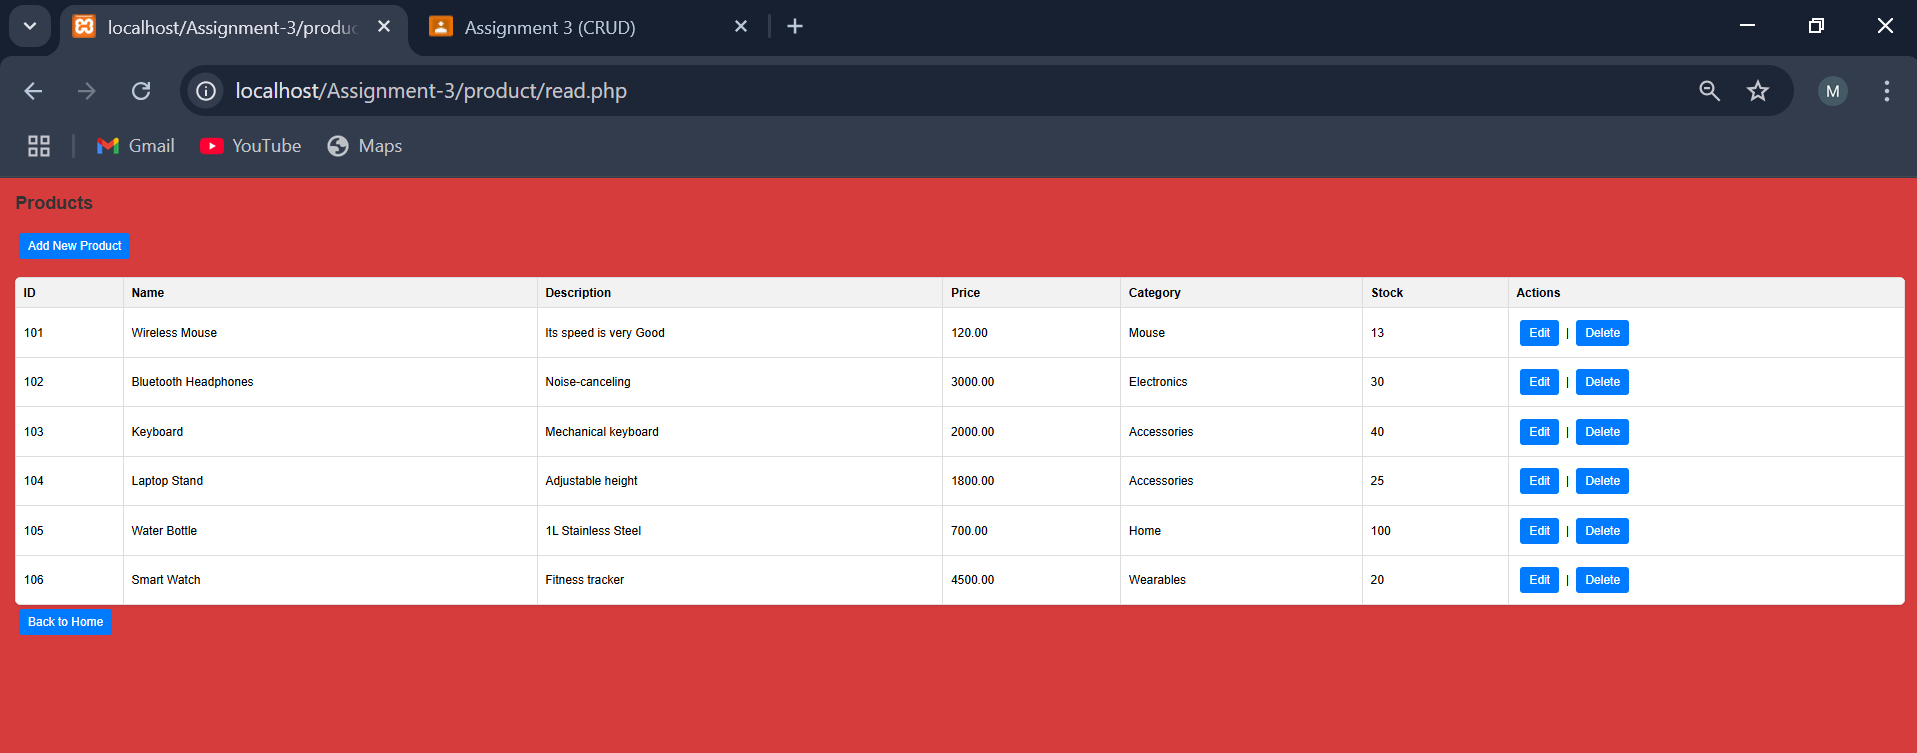 localhost/Assignment-3/produc
Assignment 3 (CRUD)
localhost/Assignment-3/product/read.php
M
Gmail
YouTube
Maps
Products
Add New Product
ID Name Description Price Category Stock Actions
101 Wireless Mouse Its speed is very Good 120.00 Mouse 13 Edit | Delete
102 Bluetooth Headphones Noise-canceling 3000.00 Electronics 30 Edit | Delete
103 Keyboard Mechanical keyboard 2000.00 Accessories 40 Edit | Delete
104 Laptop Stand Adjustable height 1800.00 Accessories 25 Edit | Delete
105 Water Bottle 1L Stainless Steel 700.00 Home 100 Edit | Delete
106 Smart Watch Fitness tracker 4500.00 Wearables 20 Edit | Delete
Back to Home